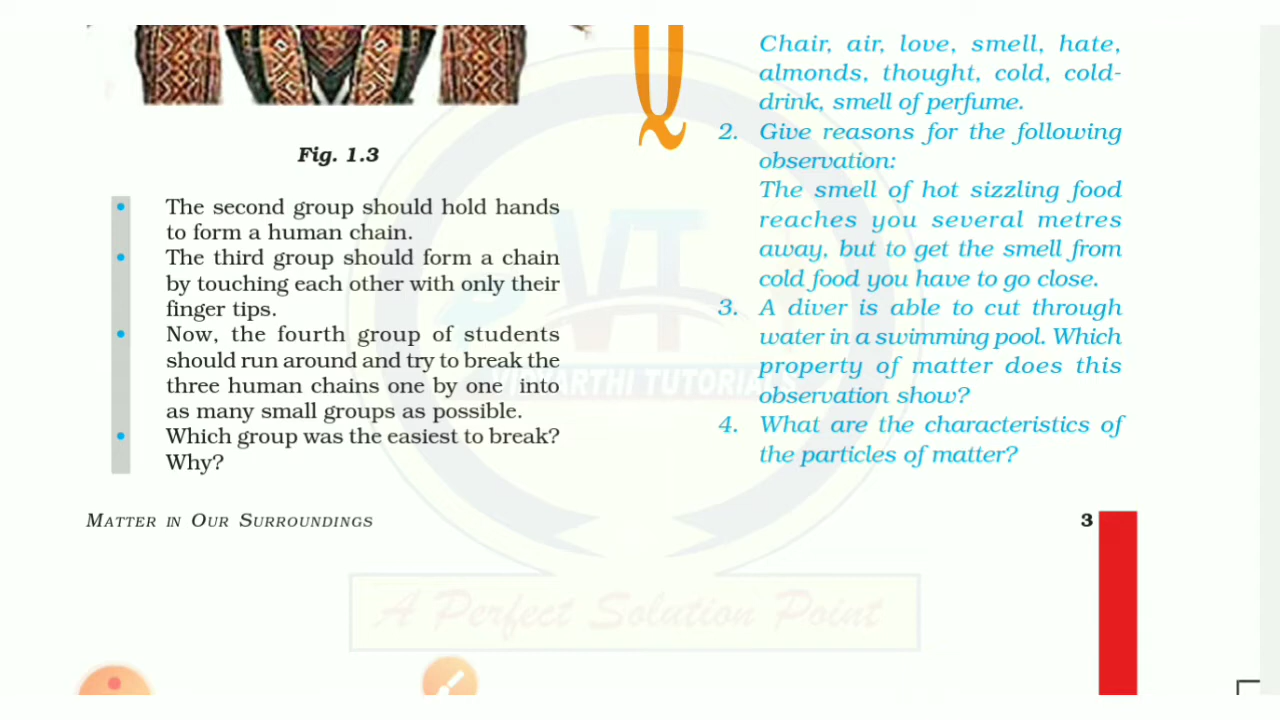 Fig. 1.3
• The second group should hold hands
to form a human chain.
• The third group should form a chain
by touching each other with only their
finger tips.
• Now, the fourth group of students
should run around and try to break the
three human chains one by one into
as many small groups as possible.
• Which group was the easiest to break?
Why?
Q
Chair, air, love, smell, hate,
almonds, thought, cold, cold-
drink, smell of perfume.
2. Give reasons for the following
observation:
The smell of hot sizzling food
reaches you several metres
away, but to get the smell from
cold food you have to go close.
3. A diver is able to cut through
water in a swimming pool. Which
property of matter does this
observation show?
4. What are the characteristics of
the particles of matter?
VT
VIDYARTHI TUTORIALS
MATTER IN OUR SURROUNDINGS
3
A Perfect Solution Point